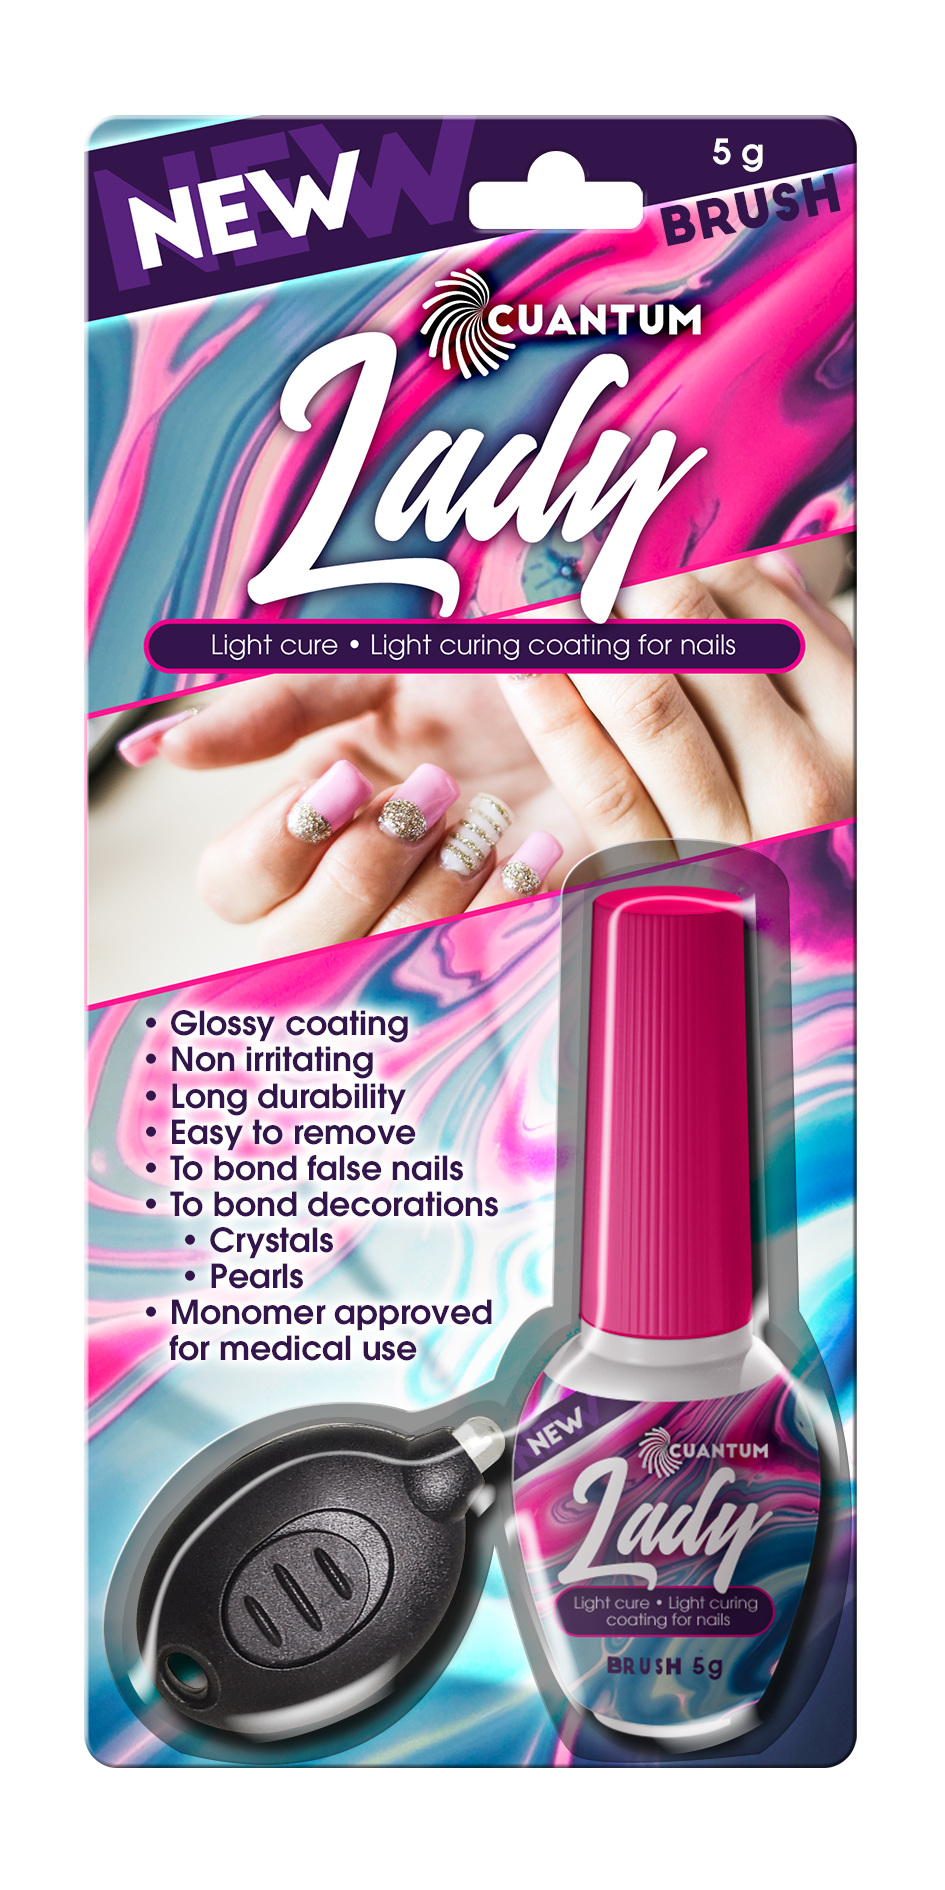 NEW
5 g
BRUSH
CUANTUM
Lady
Light cure • Light curing coating for nails
• Glossy coating
• Non irritating
• Long durability
• Easy to remove
• To bond false nails
• To bond decorations
• Crystals
• Pearls
• Monomer approved
for medical use
NEW
CUANTUM
Lady
Light cure • Light curing
coating for nails
BRUSH 5g